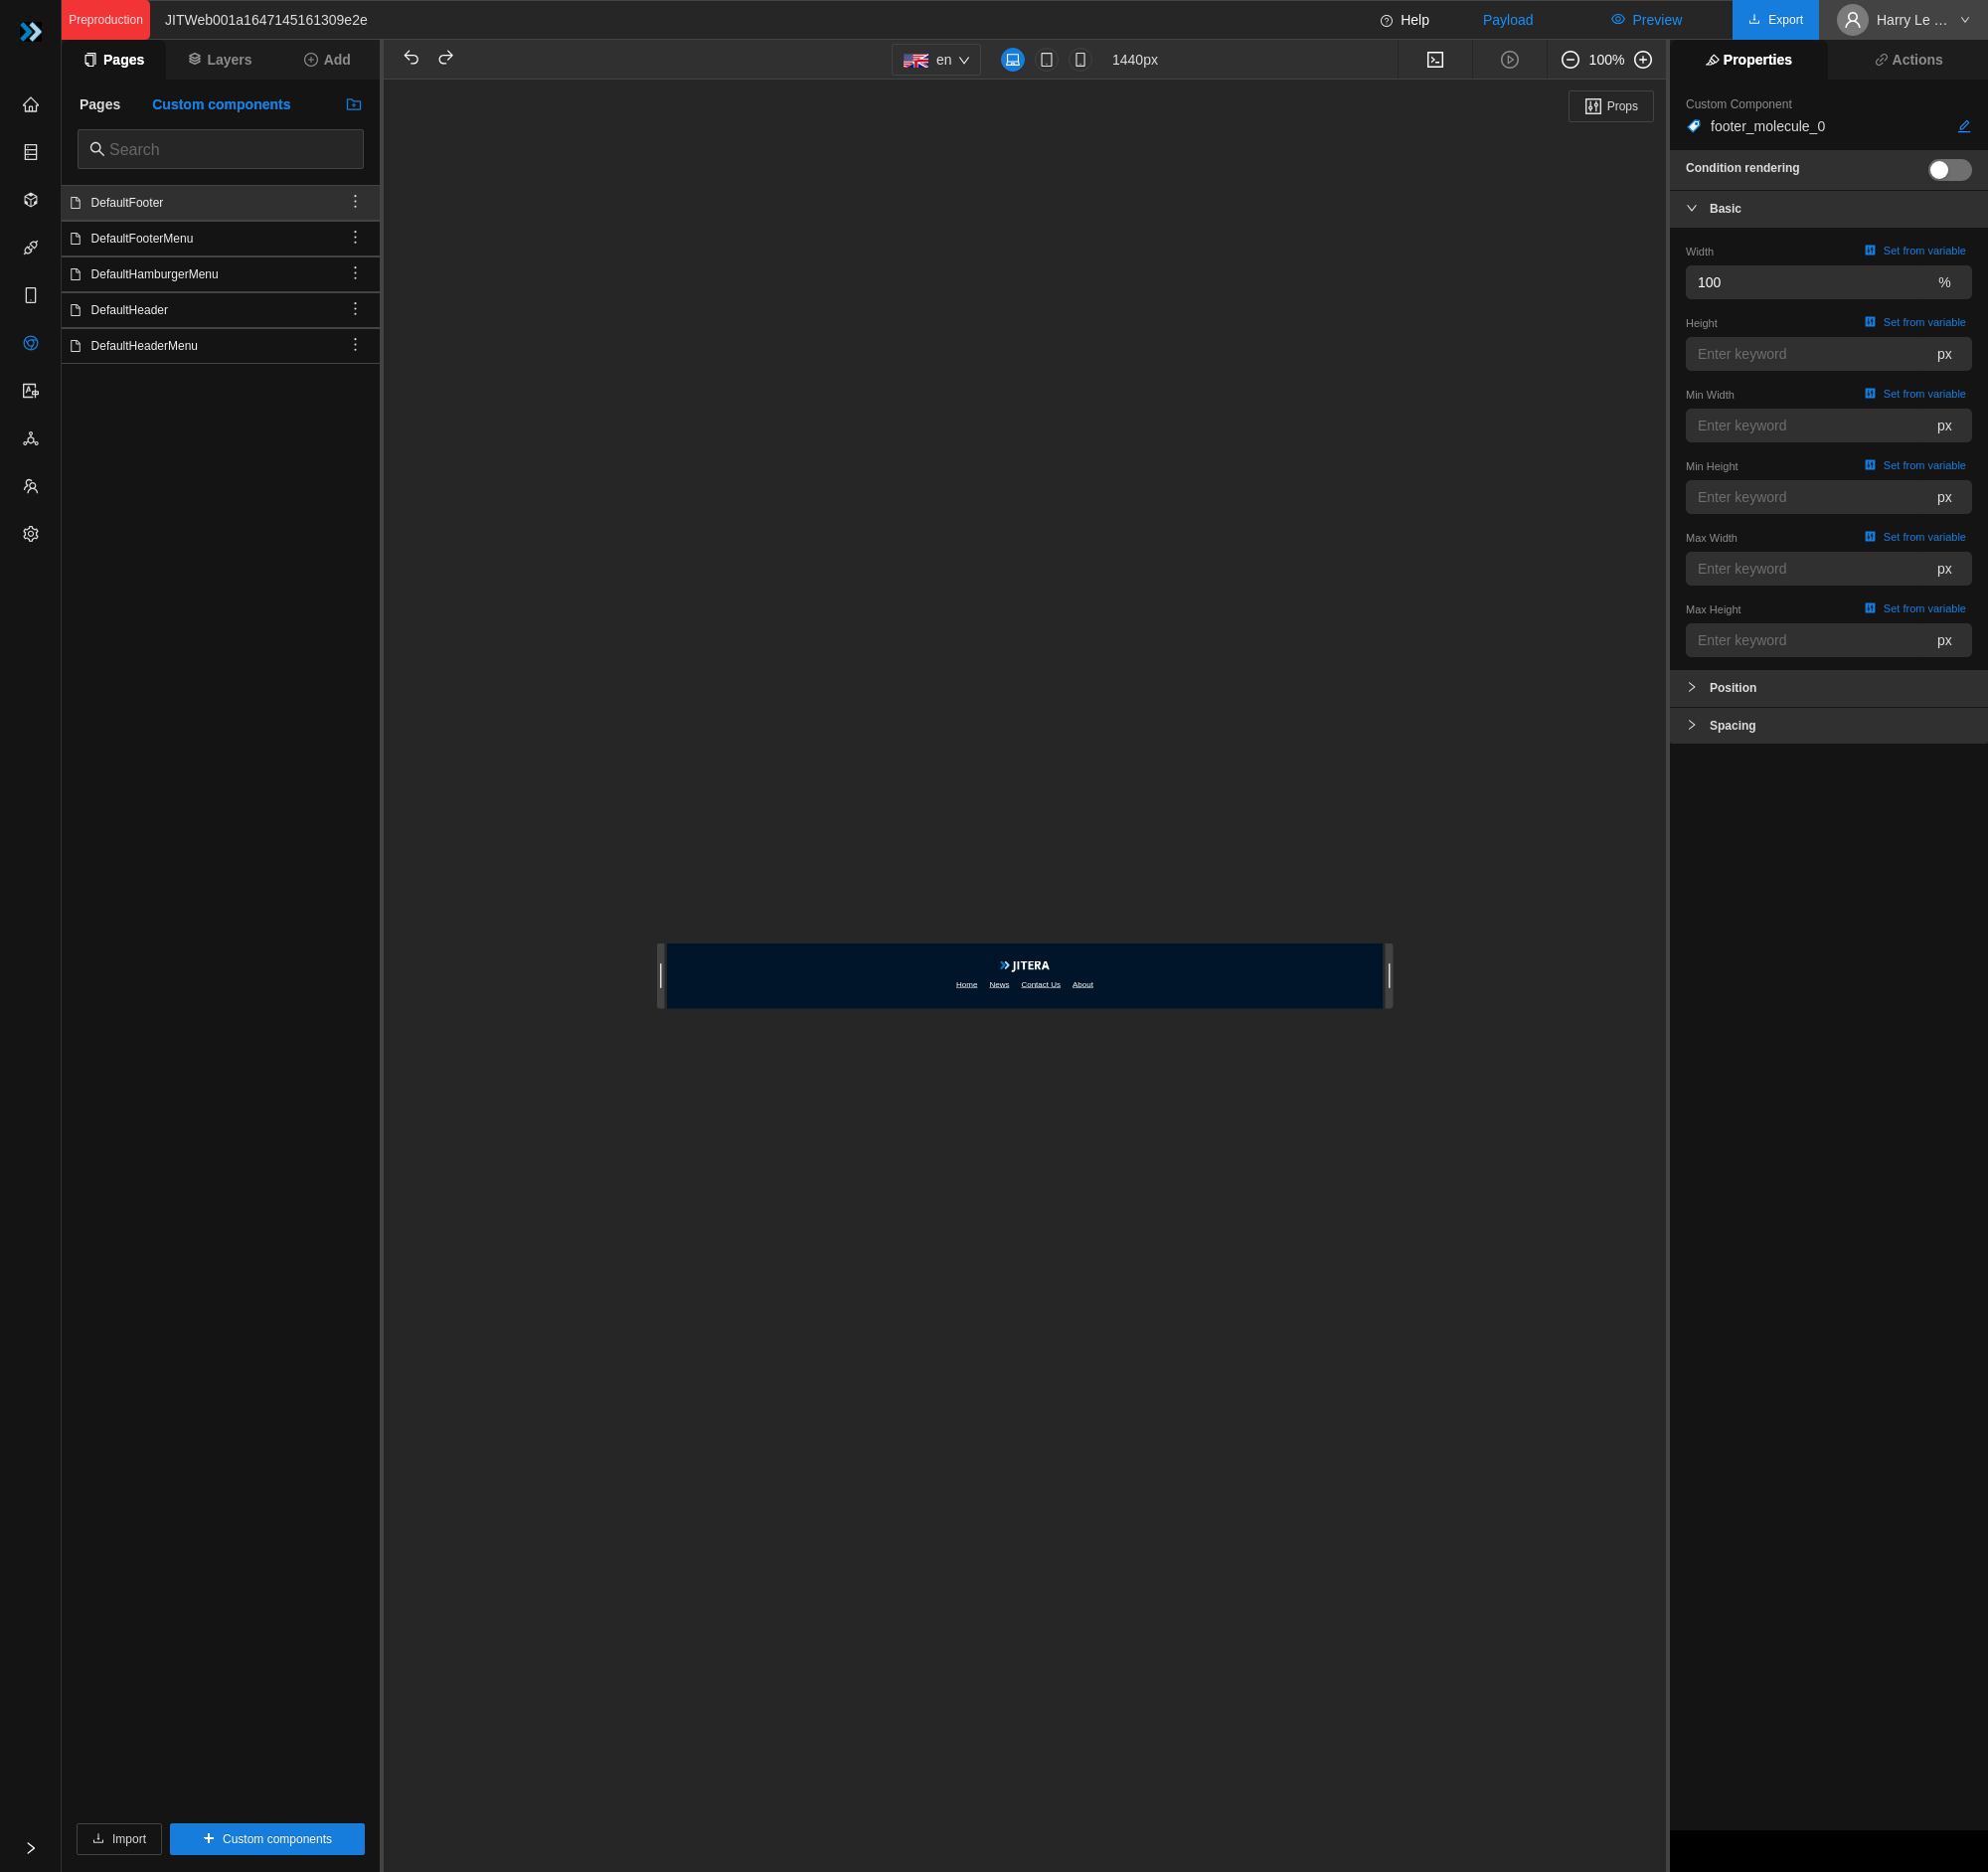 Preproduction
JITWeb001a1647145161309e2e
Help
Payload
Preview
Export
Harry Le ...
Pages
Layers
Add
en
1440px
100%
Properties
Actions
Pages
Custom components
Search
DefaultFooter
DefaultFooterMenu
DefaultHamburgerMenu
DefaultHeader
DefaultHeaderMenu
Import
Custom components
Props
JITERA
Home News Contact Us About
Custom Component
footer_molecule_0
Condition rendering
Basic
Width Set from variable
100 %
Height Set from variable
Enter keyword px
Min Width Set from variable
Enter keyword px
Min Height Set from variable
Enter keyword px
Max Width Set from variable
Enter keyword px
Max Height Set from variable
Enter keyword px
Position
Spacing